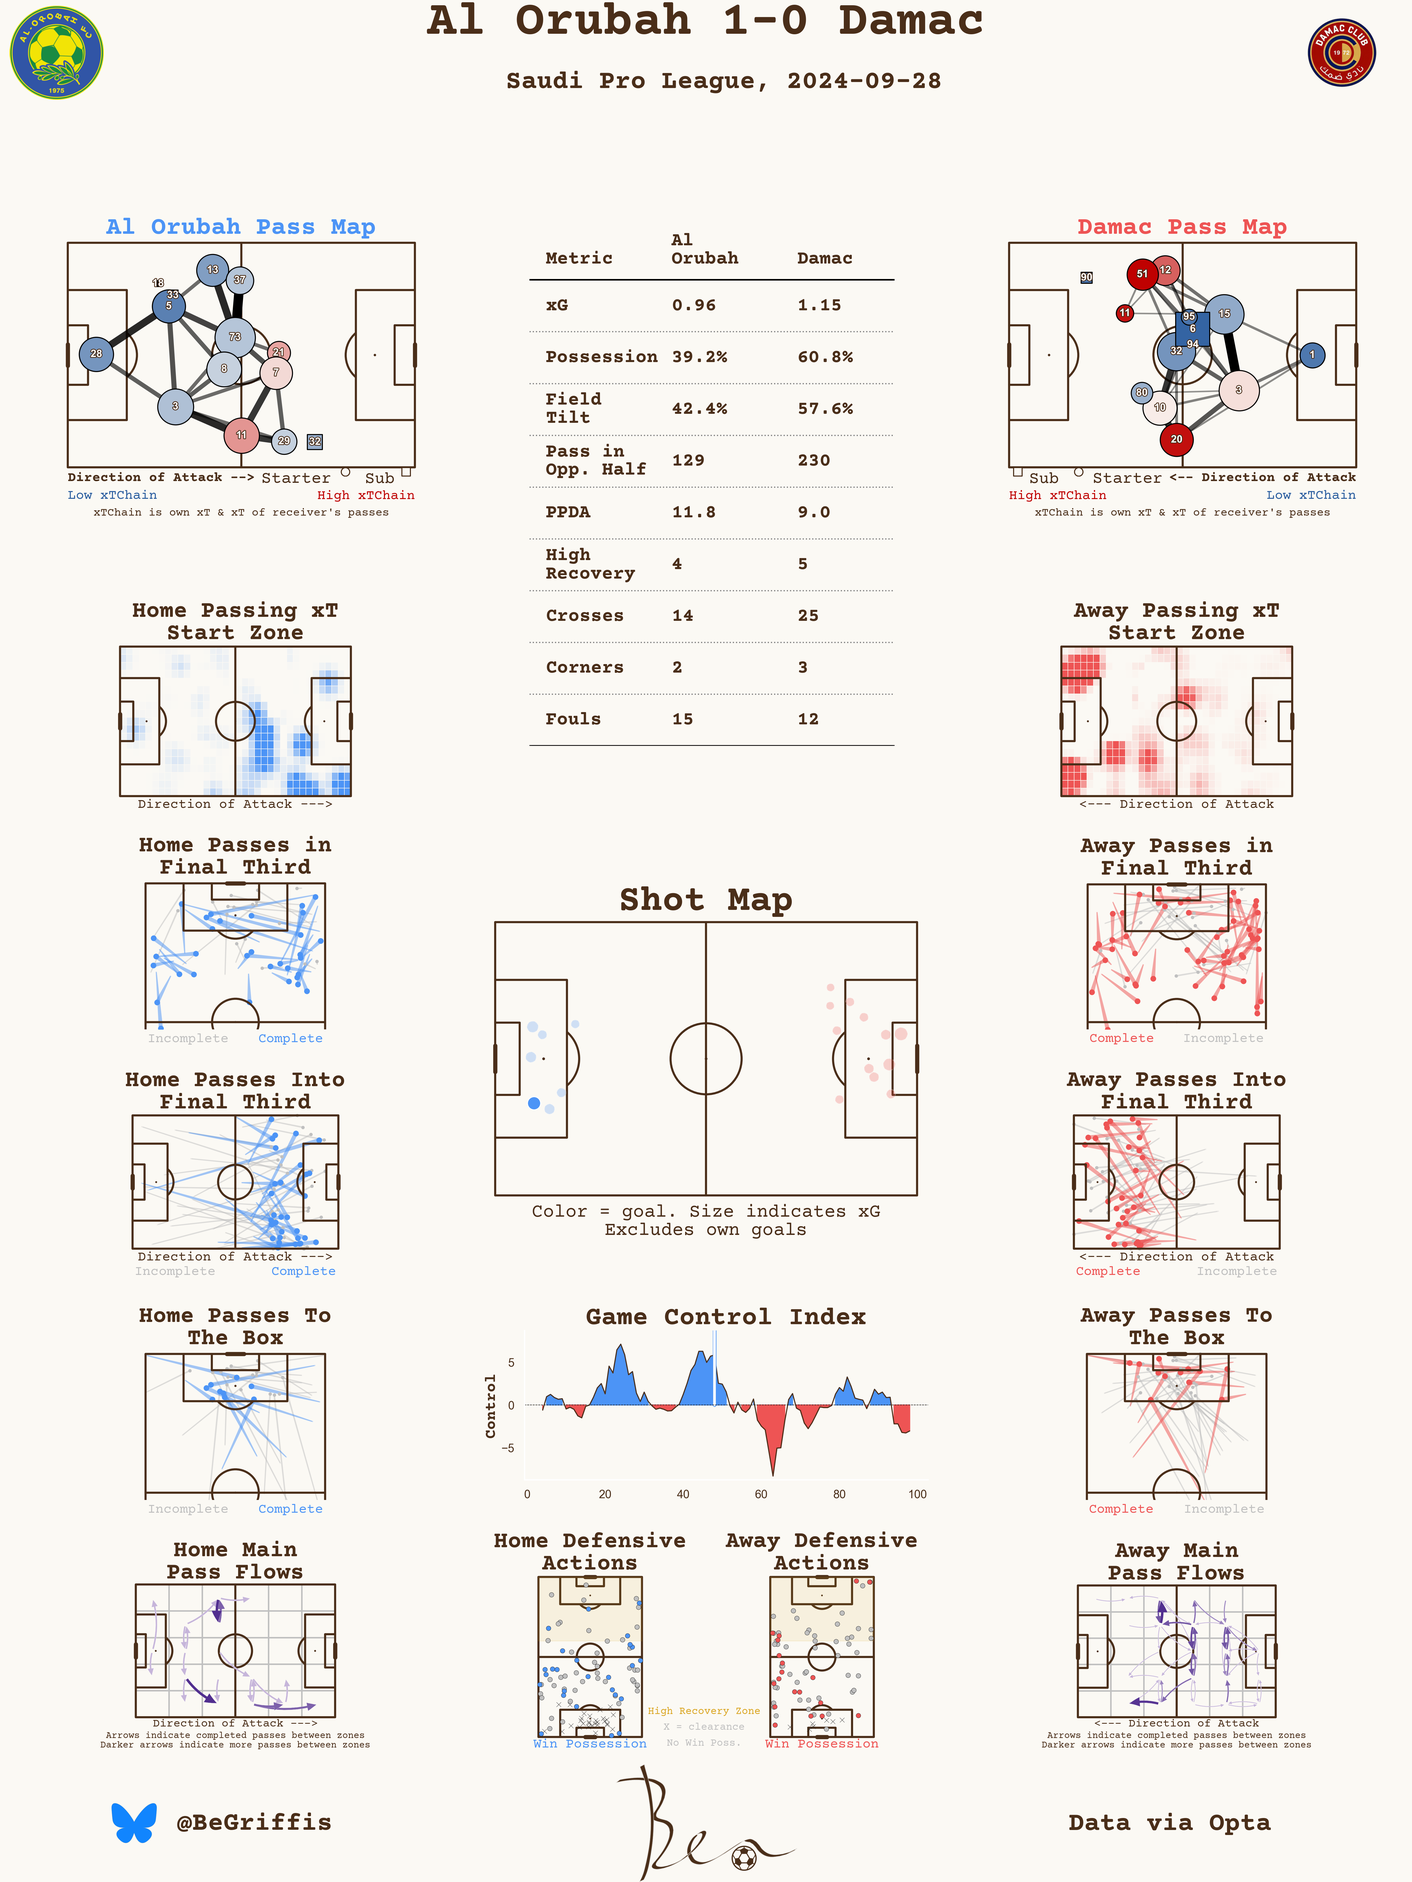 Al Orubah 1-0 Damac
Saudi Pro League, 2024-09-28
AL-OROBAH FC
1975
DAMAC CLUB
1972
نادي ضمك
Al Orubah Pass Map
13
37
18
33
5
73
28
21
8
7
3
11
29
32
Direction of Attack --> Starter Sub
Low xTChain High xTChain
xTChain is own xT & xT of receiver's passes
Metric Al Orubah Damac
xG 0.96 1.15
Possession 39.2% 60.8%
Field Tilt 42.4% 57.6%
Pass in Opp. Half 129 230
PPDA 11.8 9.0
High Recovery 4 5
Crosses 14 25
Corners 2 3
Fouls 15 12
Damac Pass Map
90
51
12
11
95
15
6
94
32
1
80
3
10
20
Sub Starter <-- Direction of Attack
High xTChain Low xTChain
xTChain is own xT & xT of receiver's passes
Home Passing xT
Start Zone
Direction of Attack --->
Away Passing xT
Start Zone
<--- Direction of Attack
Home Passes in
Final Third
Incomplete Complete
Away Passes in
Final Third
Complete Incomplete
Shot Map
Color = goal. Size indicates xG
Excludes own goals
Home Passes Into
Final Third
Direction of Attack --->
Incomplete Complete
Away Passes Into
Final Third
<--- Direction of Attack
Complete Incomplete
Home Passes To
The Box
Incomplete Complete
Game Control Index
Control
5
0
−5
0 20 40 60 80 100
Away Passes To
The Box
Complete Incomplete
Home Main
Pass Flows
Direction of Attack --->
Arrows indicate completed passes between zones
Darker arrows indicate more passes between zones
Home Defensive
Actions
Win Possession
Away Defensive
Actions
Win Possession
High Recovery Zone
X = clearance
No Win Poss.
Away Main
Pass Flows
<--- Direction of Attack
Arrows indicate completed passes between zones
Darker arrows indicate more passes between zones
@BeGriffis
Ben
Data via Opta